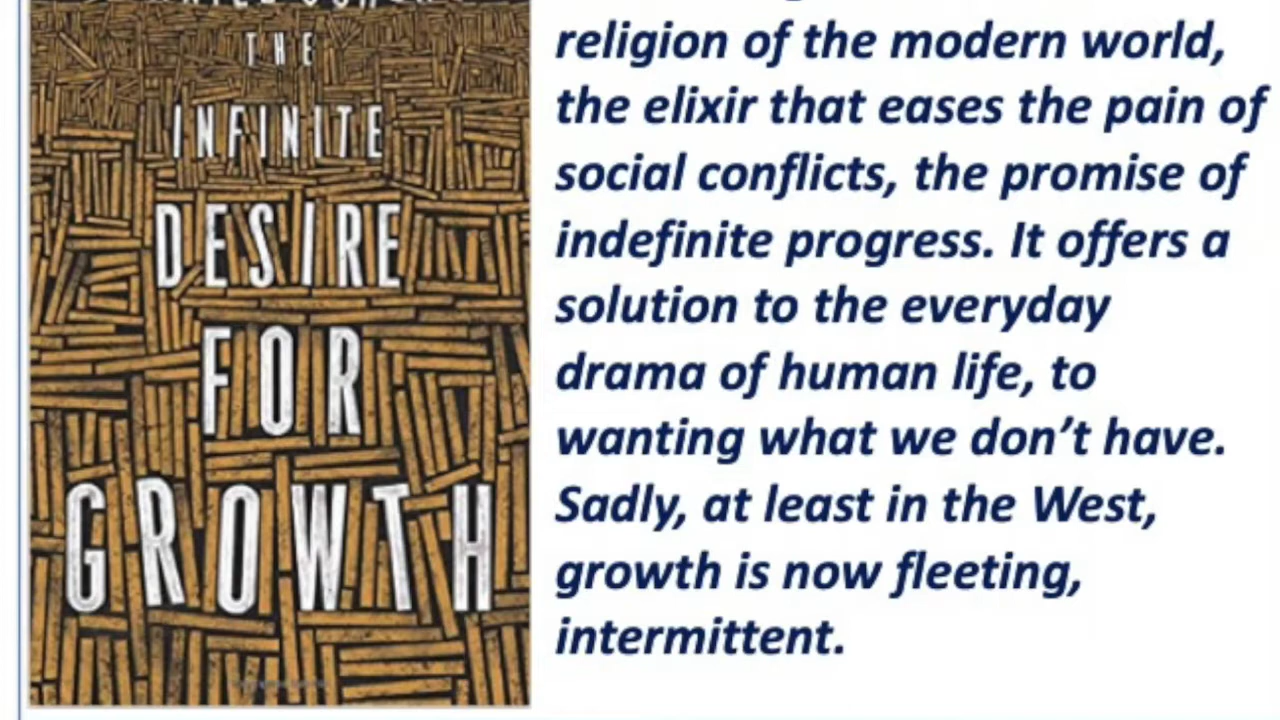 THE
INFINITE
DESIRE
FOR
GROWTH
religion of the modern world,
the elixir that eases the pain of
social conflicts, the promise of
indefinite progress. It offers a
solution to the everyday
drama of human life, to
wanting what we don’t have.
Sadly, at least in the West,
growth is now fleeting,
intermittent.